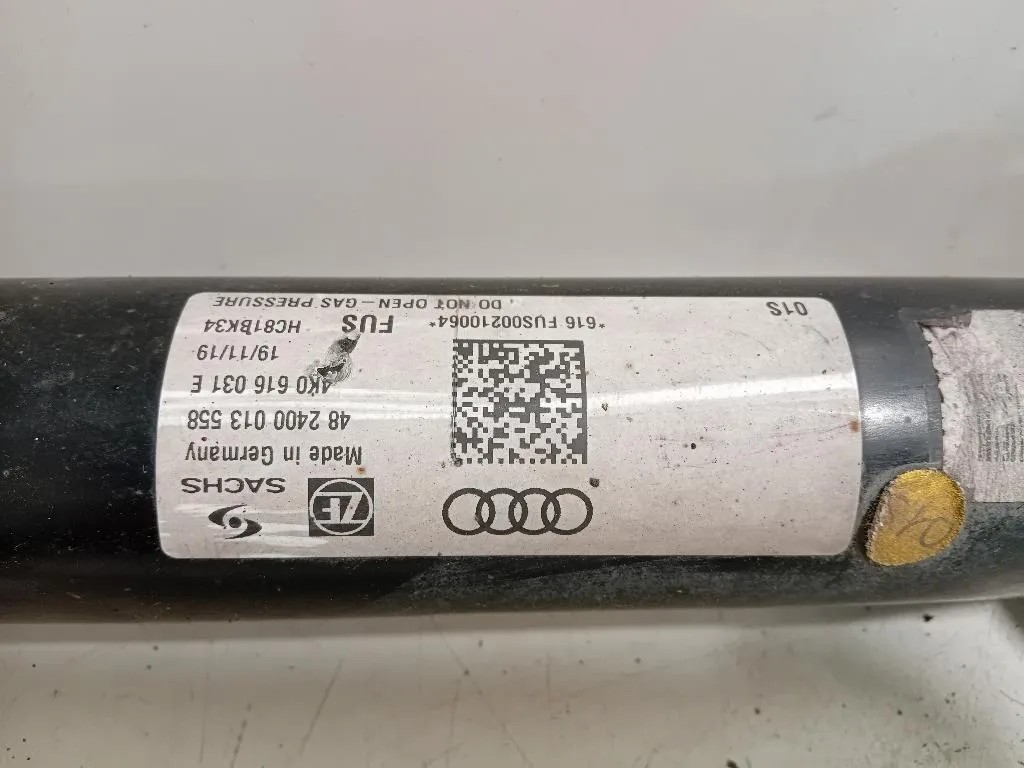 ZF
SACHS
Made in Germany
48 2400 013 558
4K0 616 031 E
19/11/19
FUS HC81BK34
*616 FUS00210064*
DO NOT OPEN - GAS PRESSURE
01S